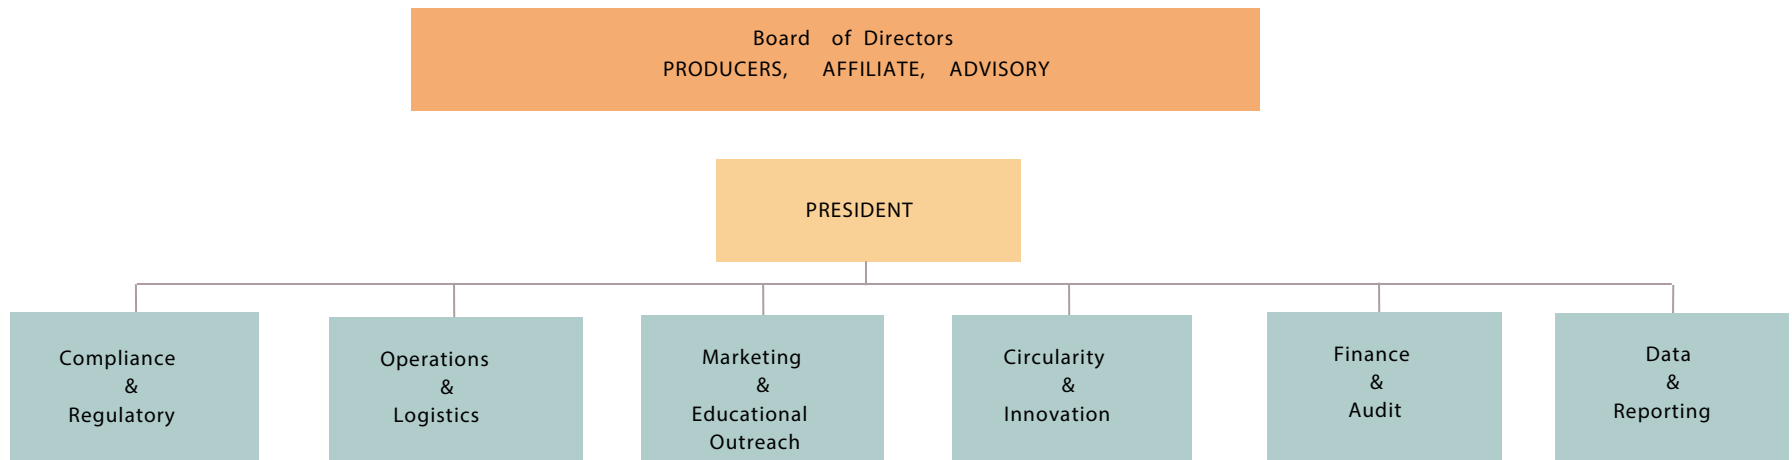 Board of Directors
PRODUCERS, AFFILIATE, ADVISORY
PRESIDENT
Compliance
&
Regulatory
Operations
&
Logistics
Marketing
&
Educational
Outreach
Circularity
&
Innovation
Finance
&
Audit
Data
&
Reporting